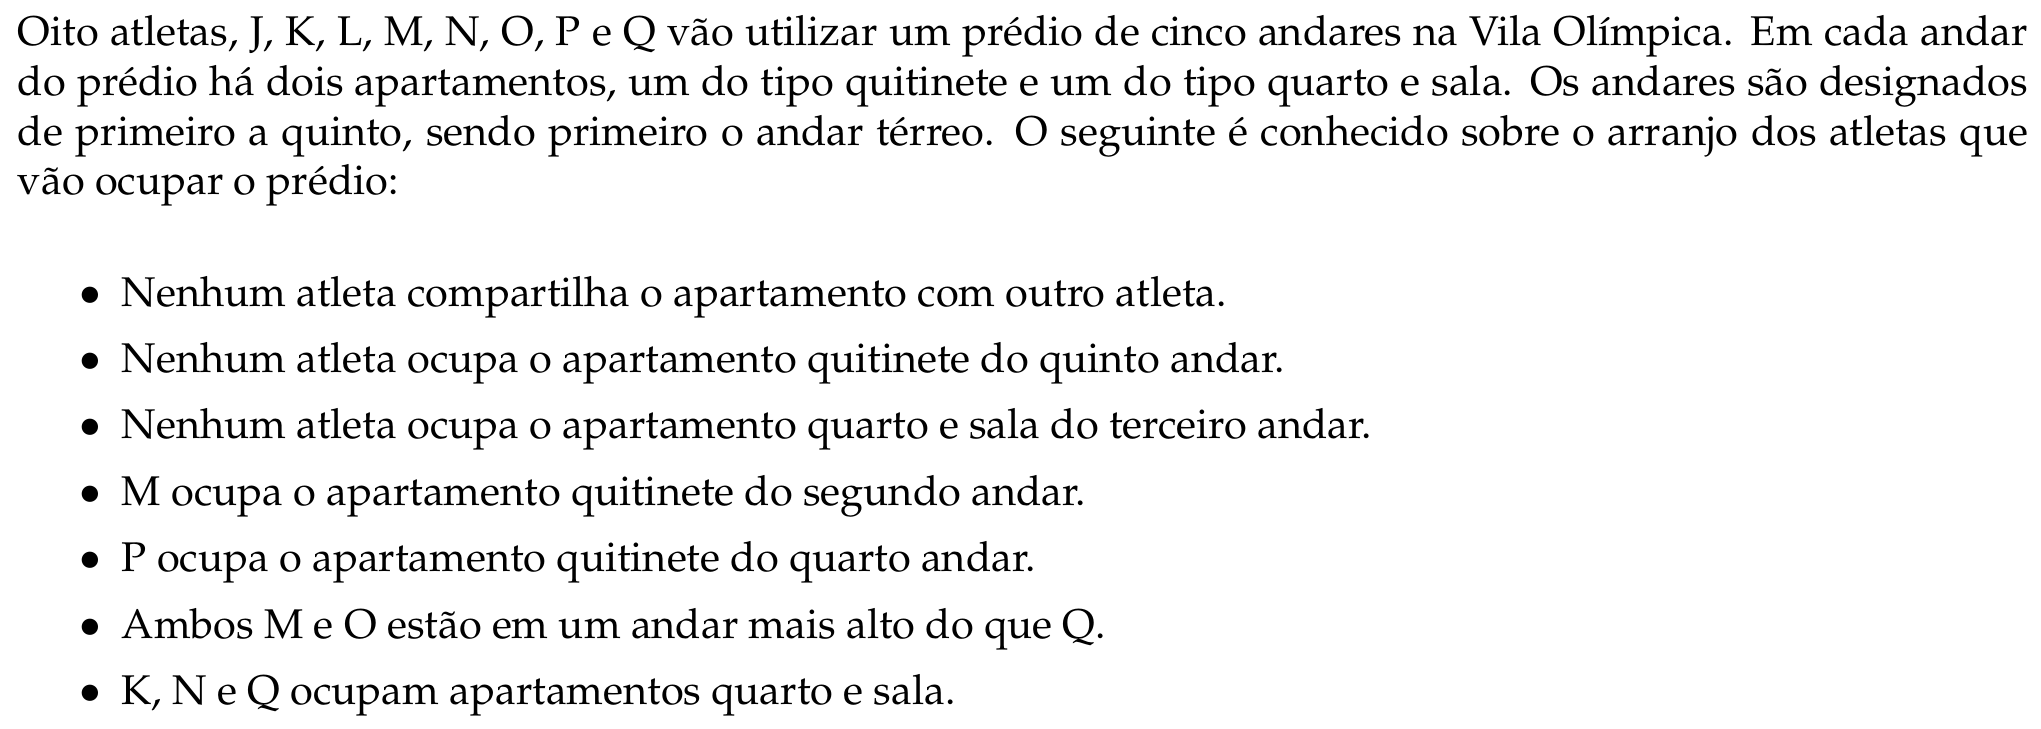 Oito atletas, J, K, L, M, N, O, P e Q vão utilizar um prédio de cinco andares na Vila Olímpica. Em cada andar
do prédio há dois apartamentos, um do tipo quitinete e um do tipo quarto e sala. Os andares são designados
de primeiro a quinto, sendo primeiro o andar térreo. O seguinte é conhecido sobre o arranjo dos atletas que
vão ocupar o prédio:
• Nenhum atleta compartilha o apartamento com outro atleta.
• Nenhum atleta ocupa o apartamento quitinete do quinto andar.
• Nenhum atleta ocupa o apartamento quarto e sala do terceiro andar.
• M ocupa o apartamento quitinete do segundo andar.
• P ocupa o apartamento quitinete do quarto andar.
• Ambos M e O estão em um andar mais alto do que Q.
• K, N e Q ocupam apartamentos quarto e sala.